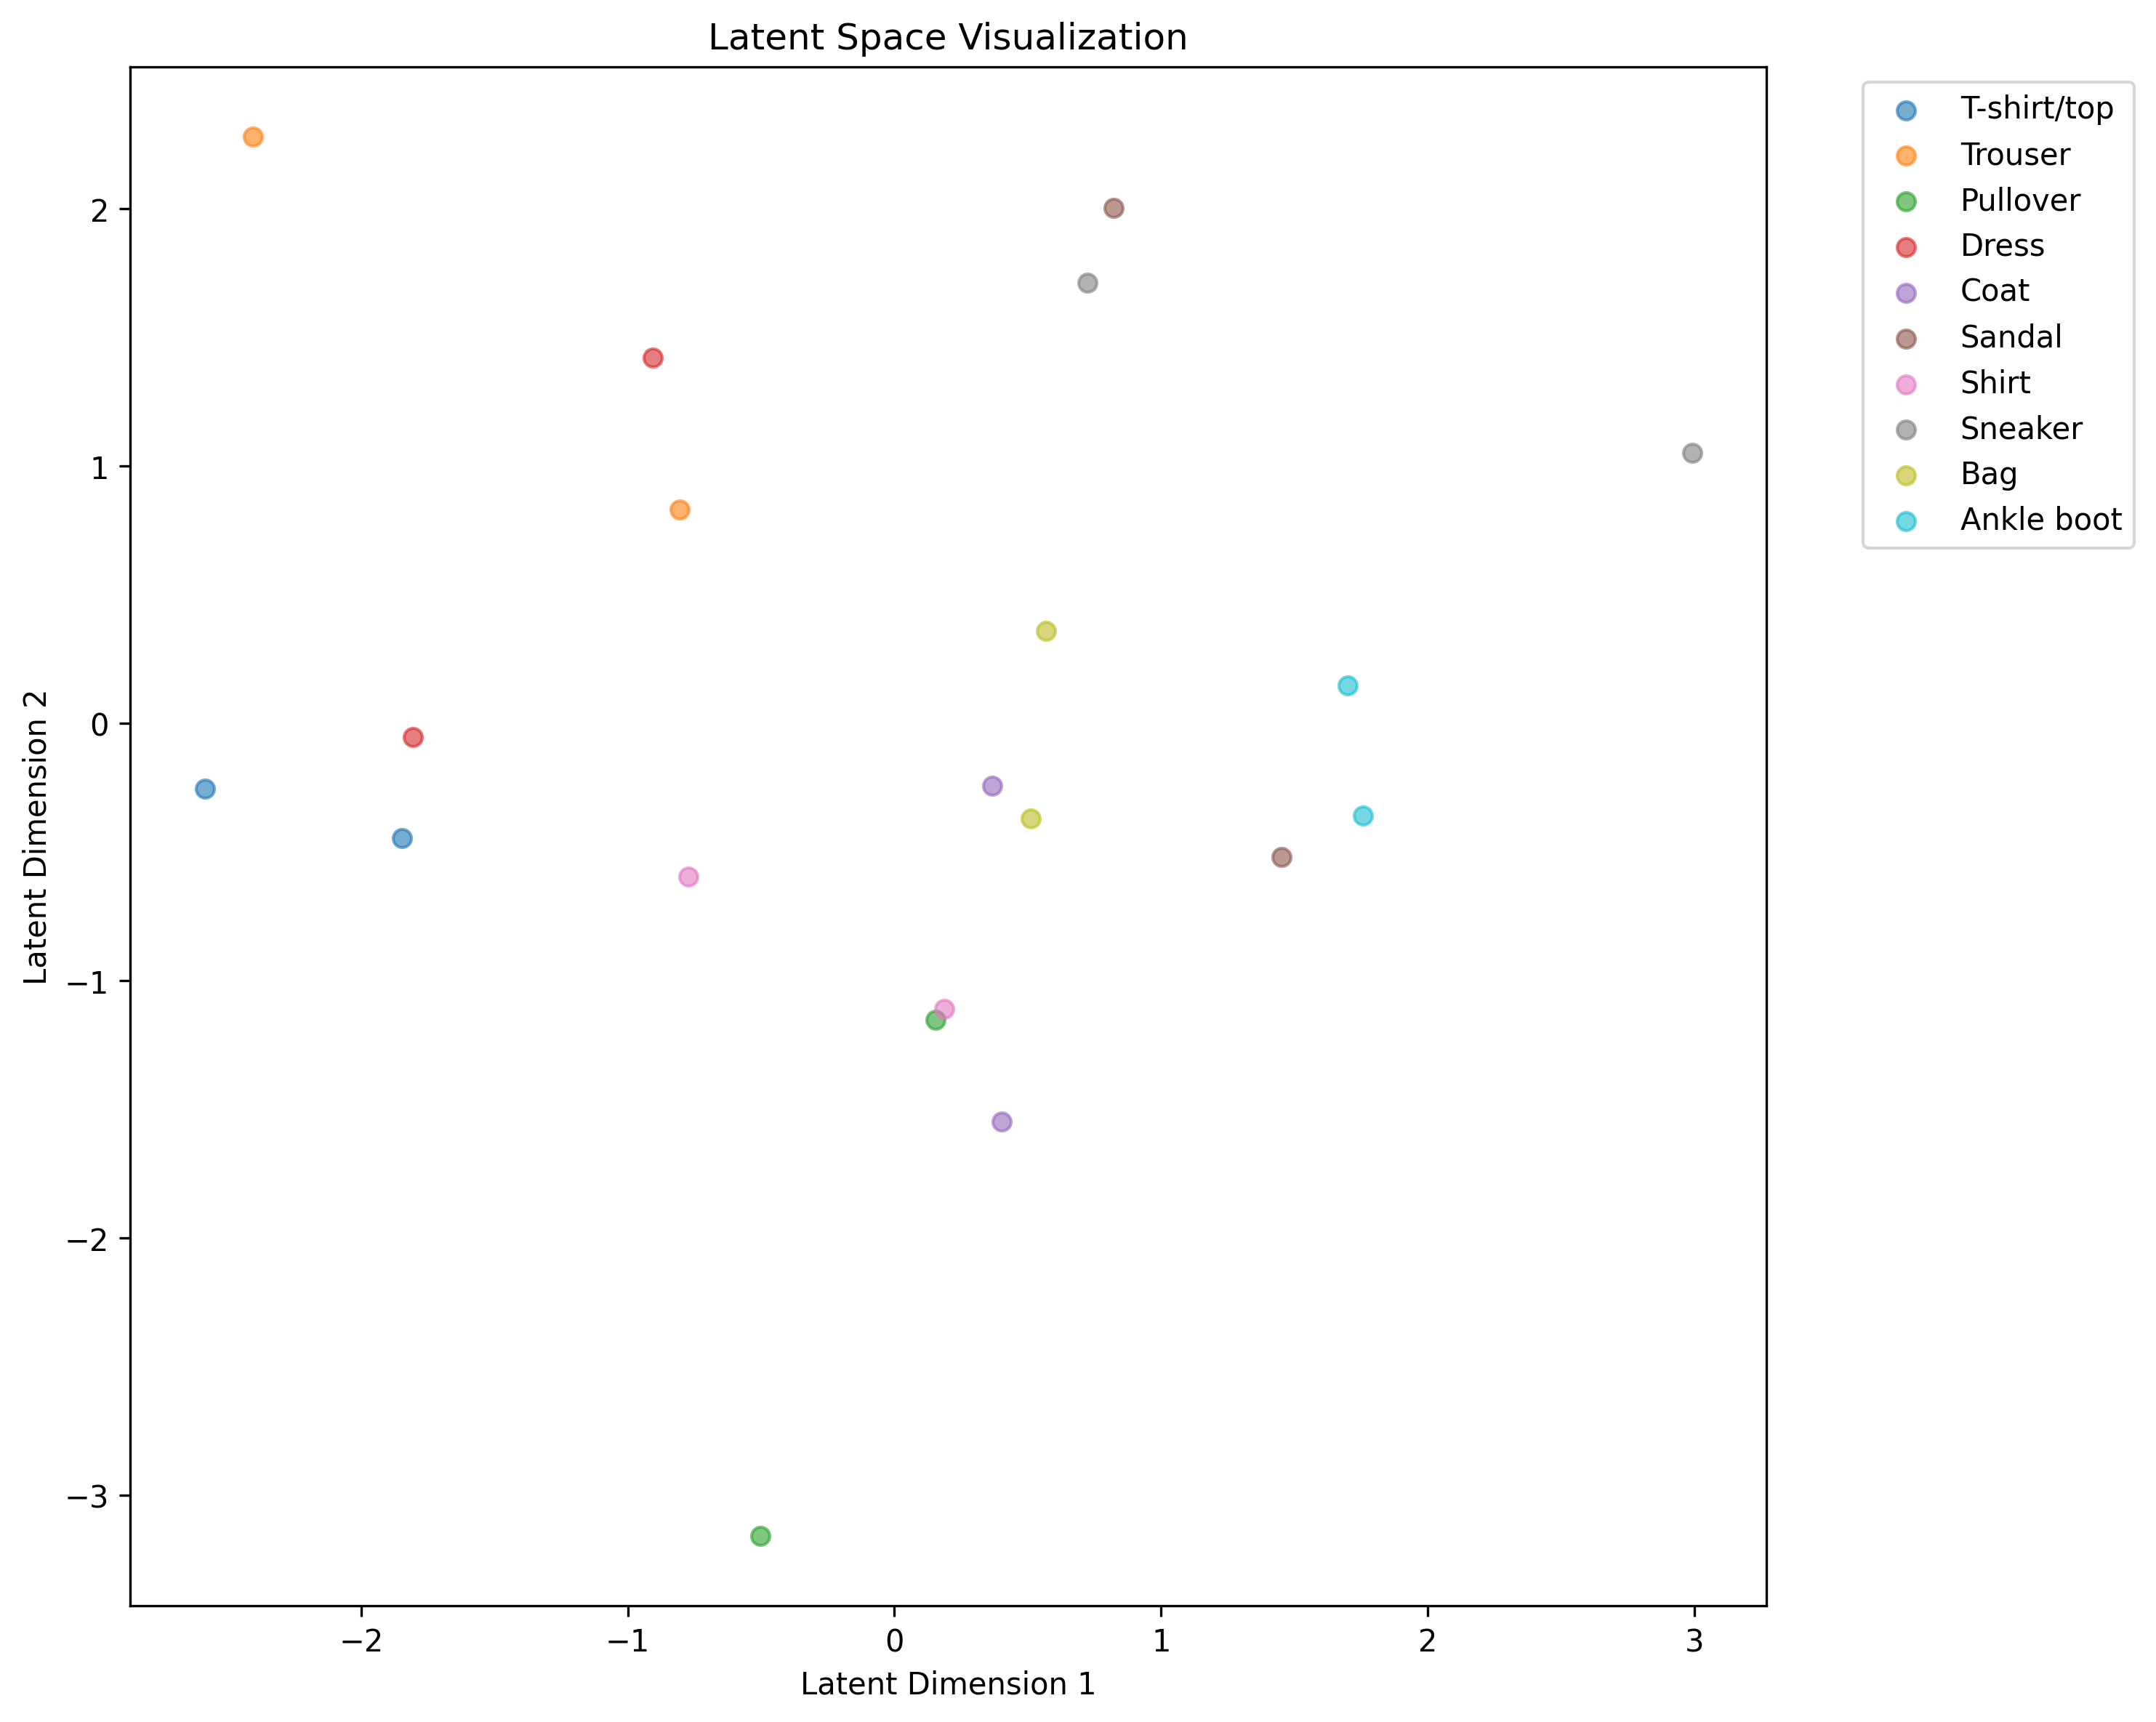 Latent Space Visualization
T-shirt/top
Trouser
Pullover
Dress
Coat
Sandal
Shirt
Sneaker
Bag
Ankle boot
Latent Dimension 2
2
1
0
−1
−2
−3
−2
−1
0
1
2
3
Latent Dimension 1